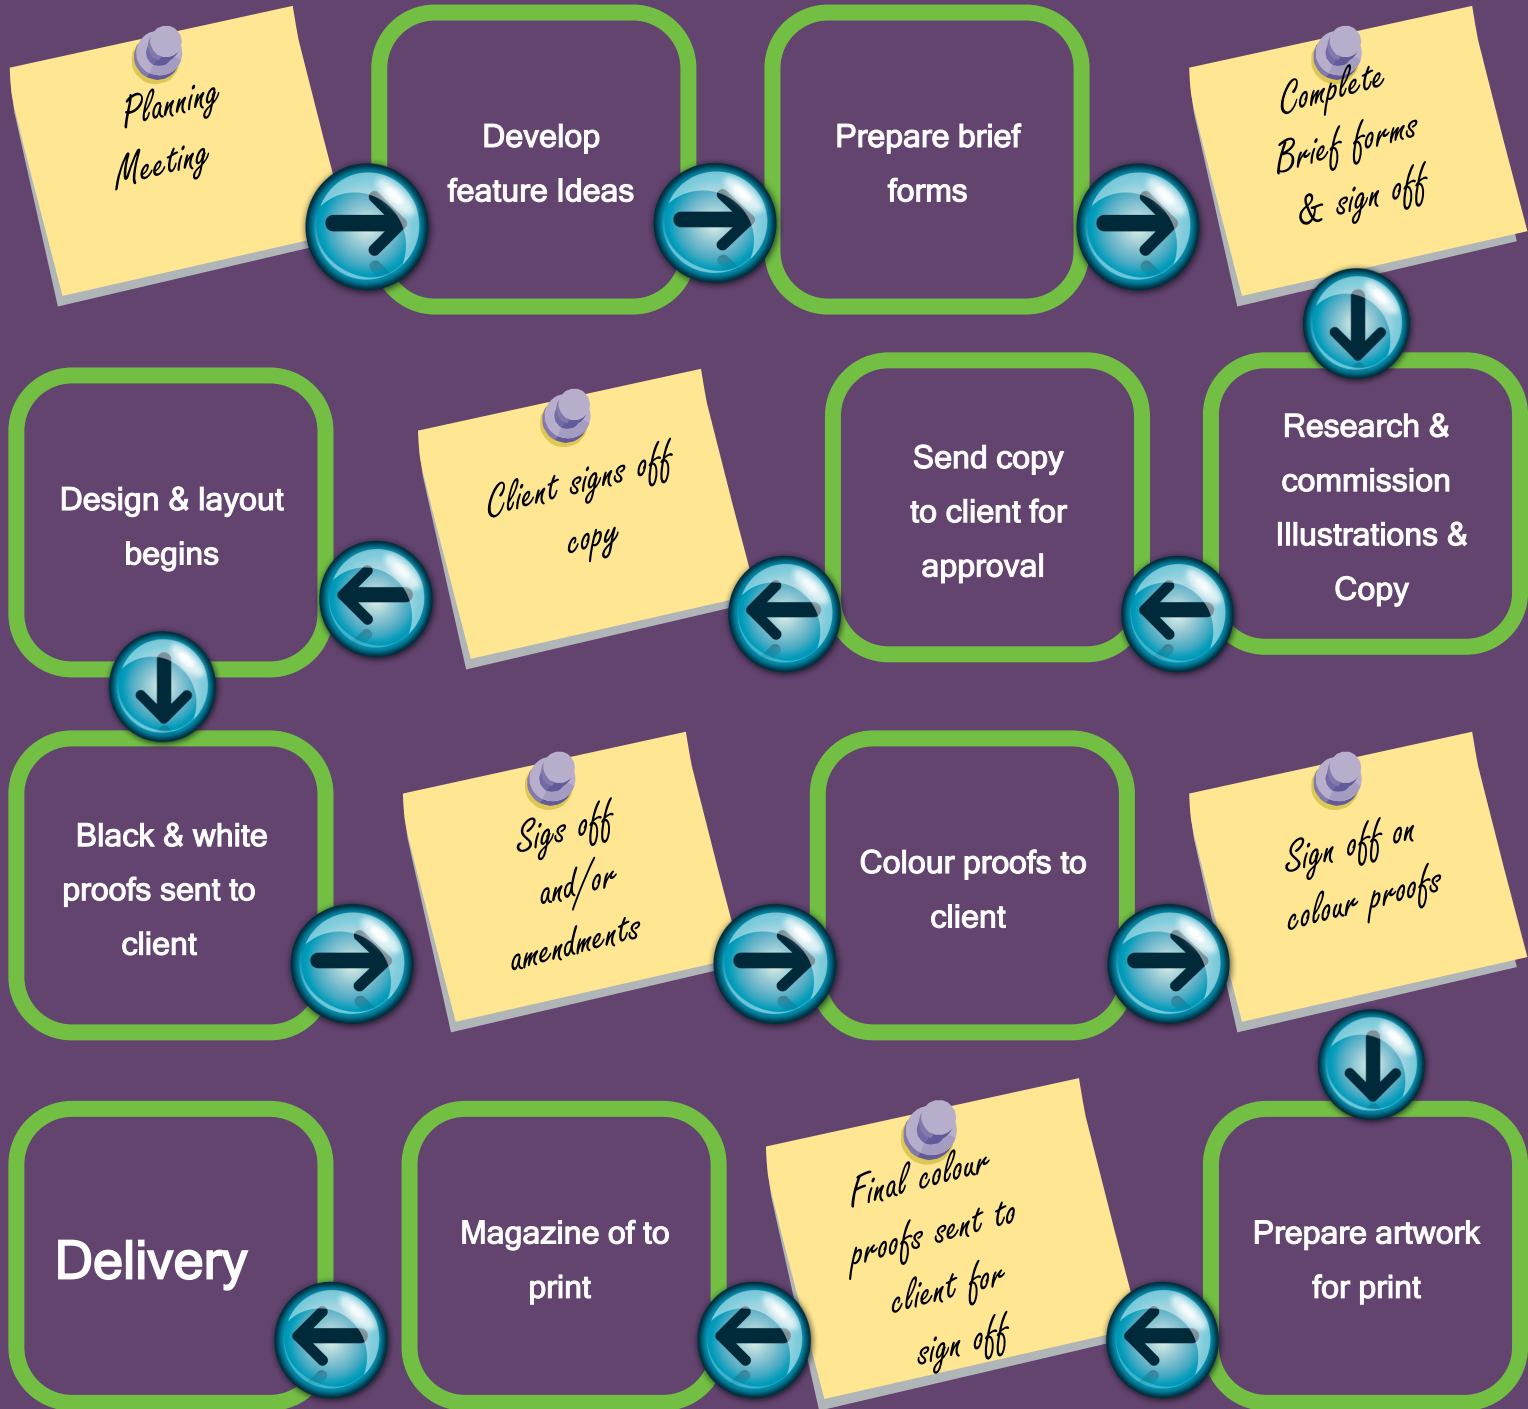 Planning
Meeting
Develop
feature Ideas
Prepare brief
forms
Complete
Brief forms
& sign off
Research &
commission
Illustrations &
Copy
Send copy
to client for
approval
Client signs off
copy
Design & layout
begins
Black & white
proofs sent to
client
Sigs off
and/or
amendments
Colour proofs to
client
Sign off on
colour proofs
Prepare artwork
for print
Final colour
proofs sent to
client for
sign off
Magazine of to
print
Delivery